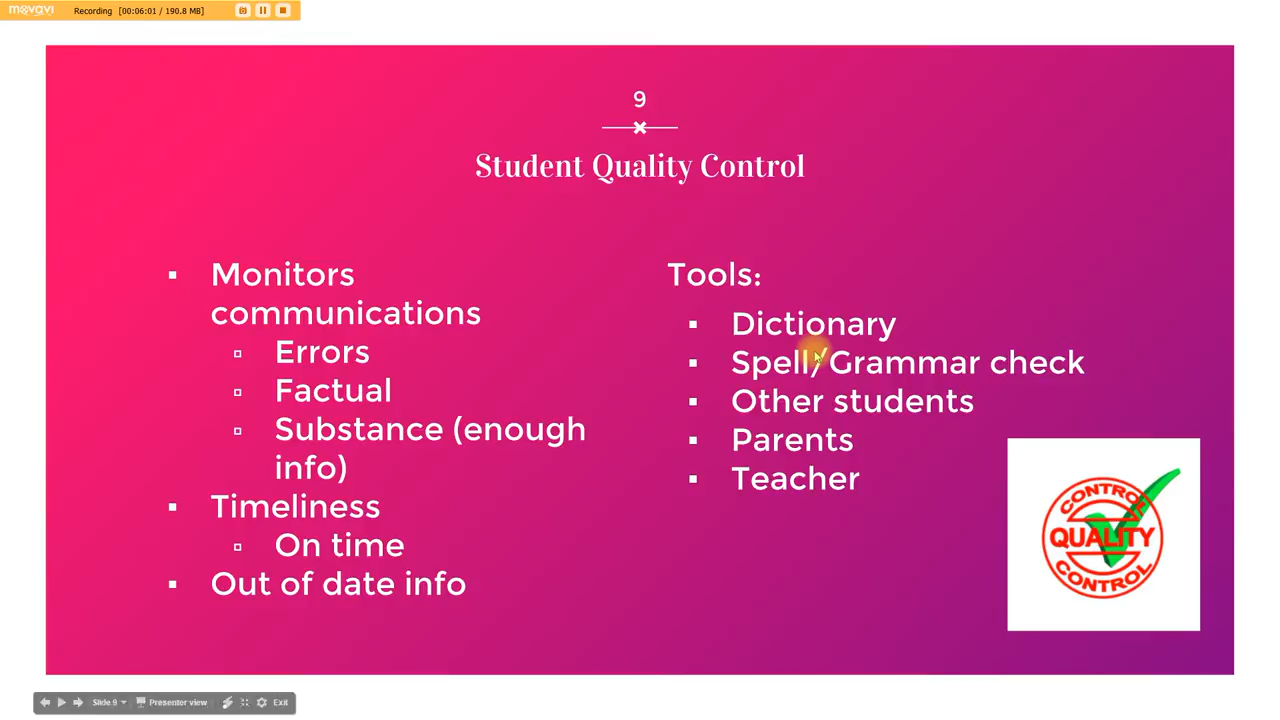 movavi
Recording [00:06:01 / 190.8 MB]
9
Student Quality Control
Monitors
communications
Errors
Factual
Substance (enough
info)
Timeliness
On time
Out of date info
Tools:
Dictionary
Spell/Grammar check
Other students
Parents
Teacher
CONTROL
QUALITY
CONTROL
Slide 9
Presenter view
Exit